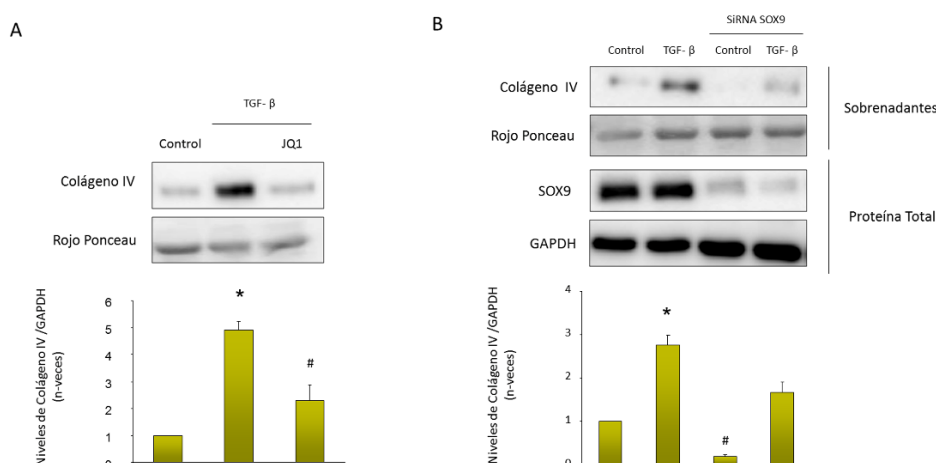 A
TGF- β
Control
JQ1
Colágeno IV
Rojo Ponceau
Niveles de Colágeno IV /GAPDH
(n-veces)
6
5
4
3
2
1
0
*
#
B
SiRNA SOX9
Control TGF- β Control TGF- β
Colágeno IV
Rojo Ponceau
Sobrenadantes
SOX9
GAPDH
Proteína Total
Niveles de Colágeno IV /GAPDH
(n-veces)
4
3
2
1
0
*
#